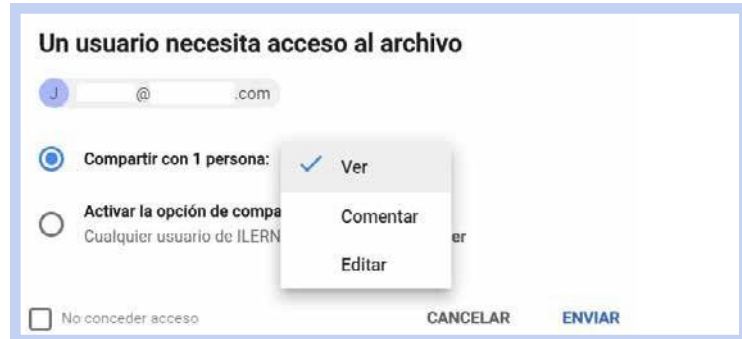 Un usuario necesita acceso al archivo
J @ .com
Compartir con 1 persona:
Ver
Activar la opción de compa
Comentar
Cualquier usuario de ILERN er
Editar
No conceder acceso
CANCELAR ENVIAR